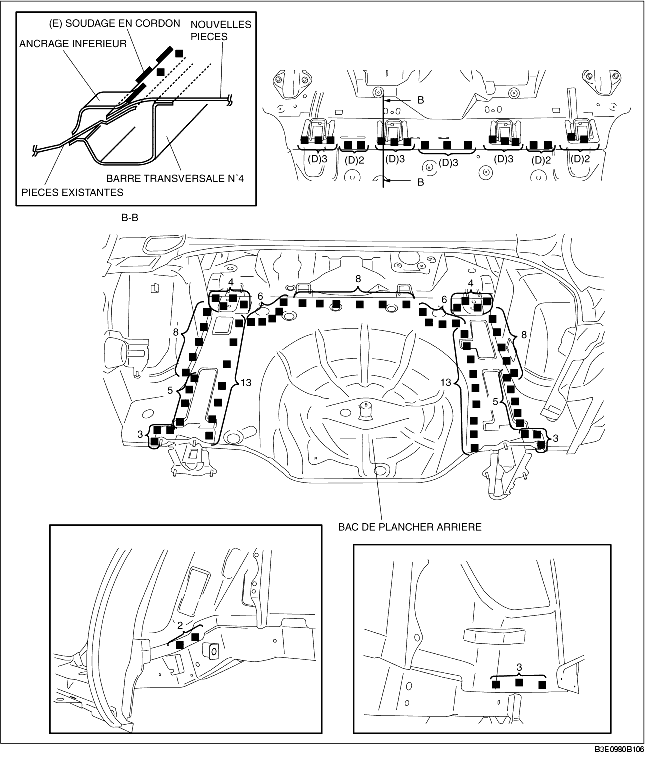 (E) SOUDAGE EN CORDON
NOUVELLES
PIECES
ANCRAGE INFERIEUR
BARRE TRANSVERSALE N°4
PIECES EXISTANTES
B-B
B
(D)3
(D)2
(D)3
(D)3
(D)3
(D)2
(D)2
B
4
6
8
6
4
8
8
5
13
13
5
3
3
BAC DE PLANCHER ARRIERE
2
3
B3E0980B106